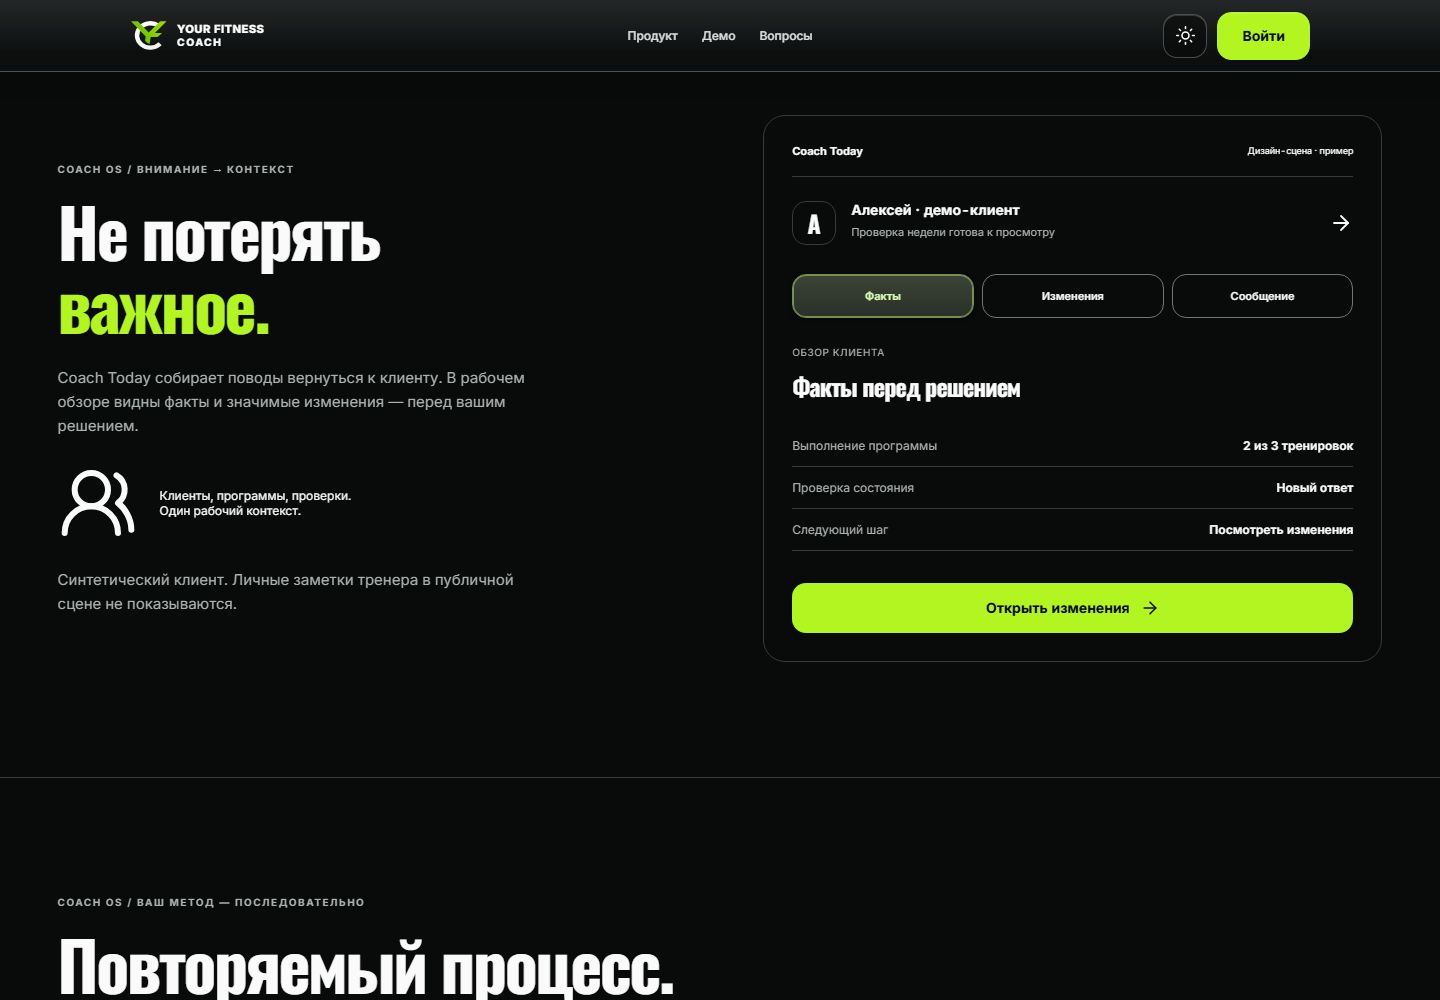 YOUR FITNESS
COACH
Продукт
Демо
Вопросы
Войти
COACH OS / ВНИМАНИЕ → КОНТЕКСТ
Не потерять
важное.
Coach Today собирает поводы вернуться к клиенту. В рабочем
обзоре видны факты и значимые изменения — перед вашим
решением.
Клиенты, программы, проверки.
Один рабочий контекст.
Синтетический клиент. Личные заметки тренера в публичной
сцене не показываются.
Coach Today
Дизайн-сцена · пример
А
Алексей · демо-клиент
Проверка недели готова к просмотру
Факты
Изменения
Сообщение
ОБЗОР КЛИЕНТА
Факты перед решением
Выполнение программы
2 из 3 тренировок
Проверка состояния
Новый ответ
Следующий шаг
Посмотреть изменения
Открыть изменения →
COACH OS / ВАШ МЕТОД — ПОСЛЕДОВАТЕЛЬНО
Повторяемый процесс.